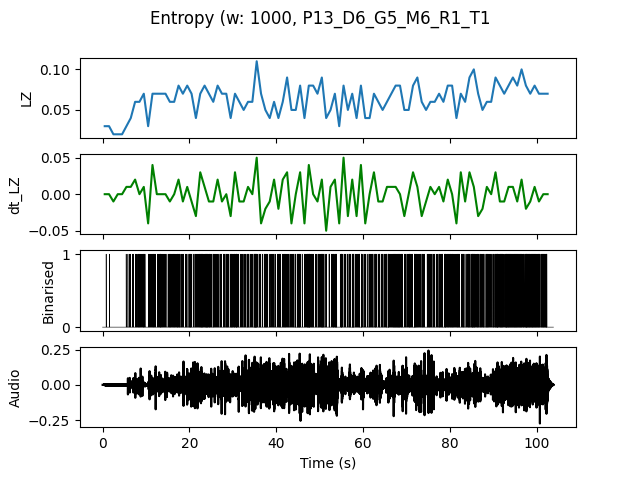 Entropy (w: 1000, P13_D6_G5_M6_R1_T1
LZ
0.10
0.05
dt_LZ
0.05
0.00
−0.05
Binarised
1
0
Audio
0.25
0.00
−0.25
0 20 40 60 80 100
Time (s)